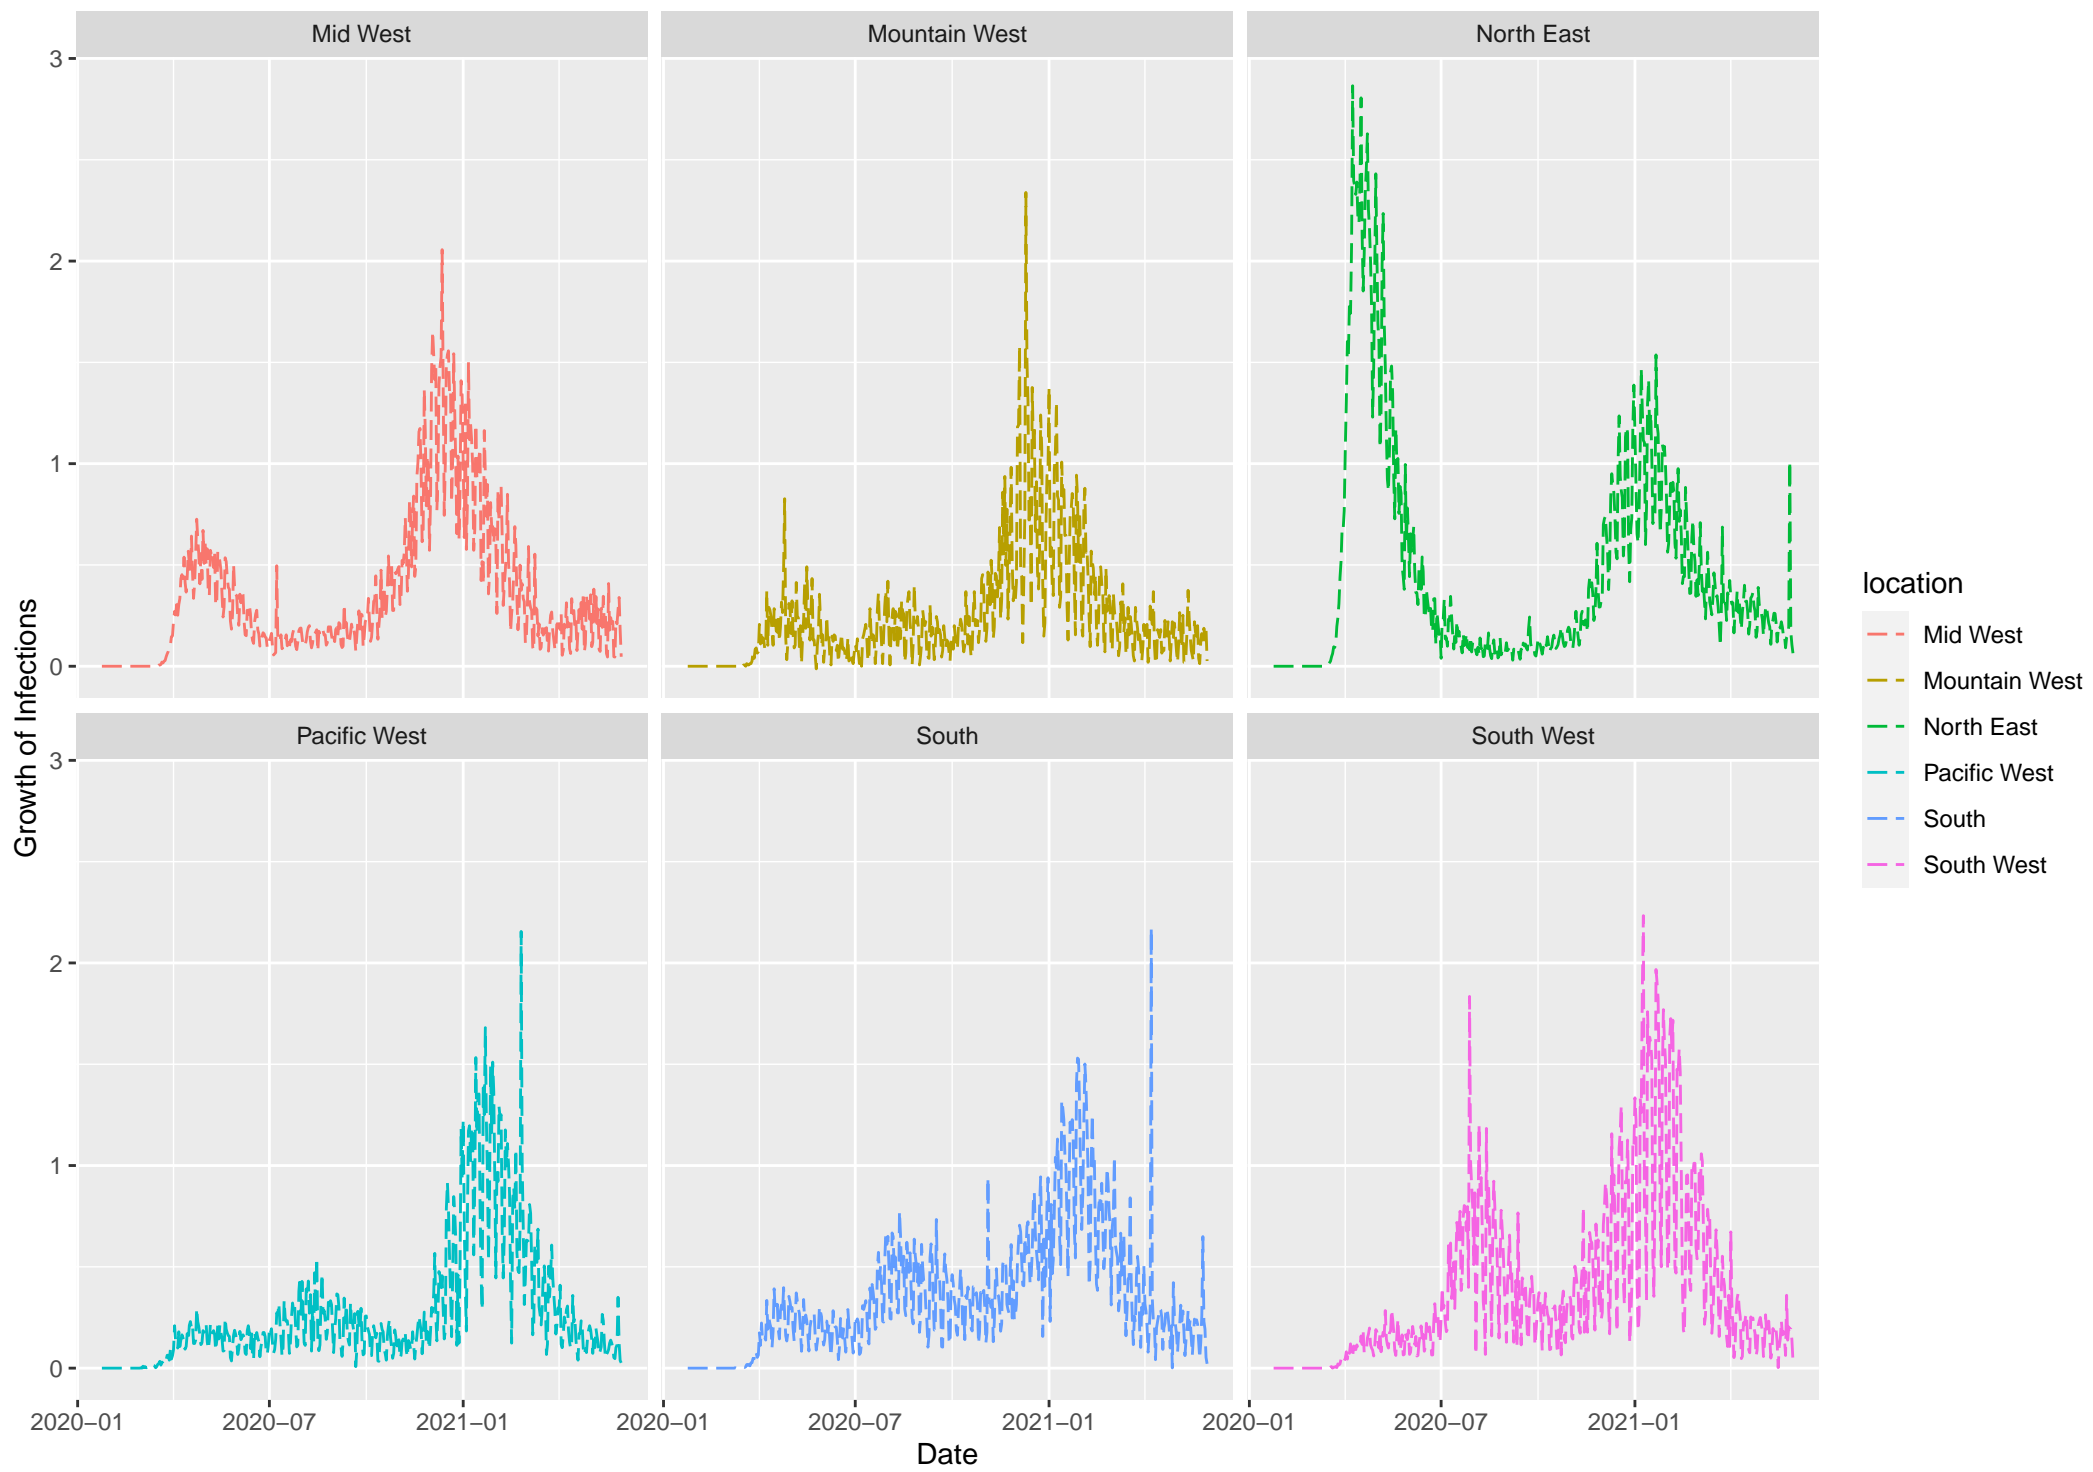 Mid West
Mountain West
North East
3
2
1
0
Pacific West
South
South West
3
2
1
0
2020−01
2020−07
2021−01
2020−01
2020−07
2021−01
2020−01
2020−07
2021−01
Date
Growth of Infections
location
Mid West
Mountain West
North East
Pacific West
South
South West